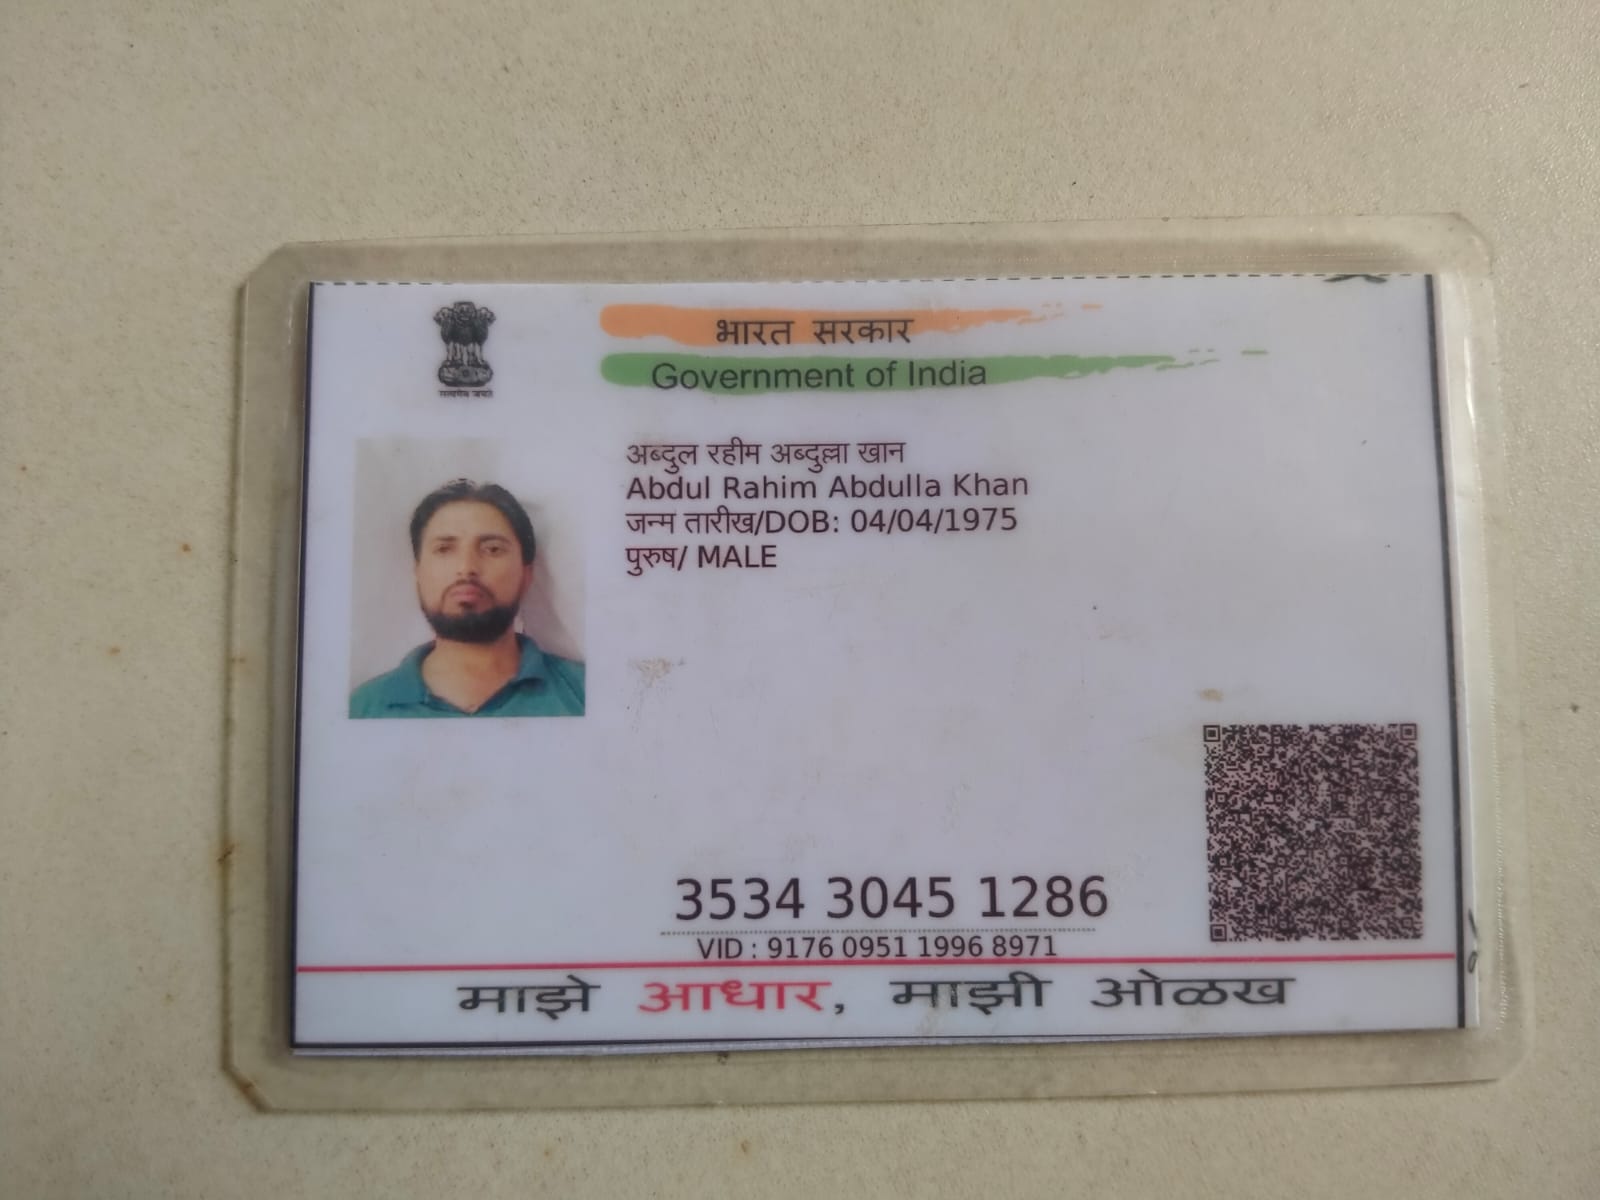 भारत सरकार
Government of India
सत्यमेव जयते
अब्दुल रहीम अब्दुल्ला खान
Abdul Rahim Abdulla Khan
जन्म तारीख/DOB: 04/04/1975
पुरुष/ MALE
3534 3045 1286
VID : 9176 0951 1996 8971
माझे आधार, माझी ओळख